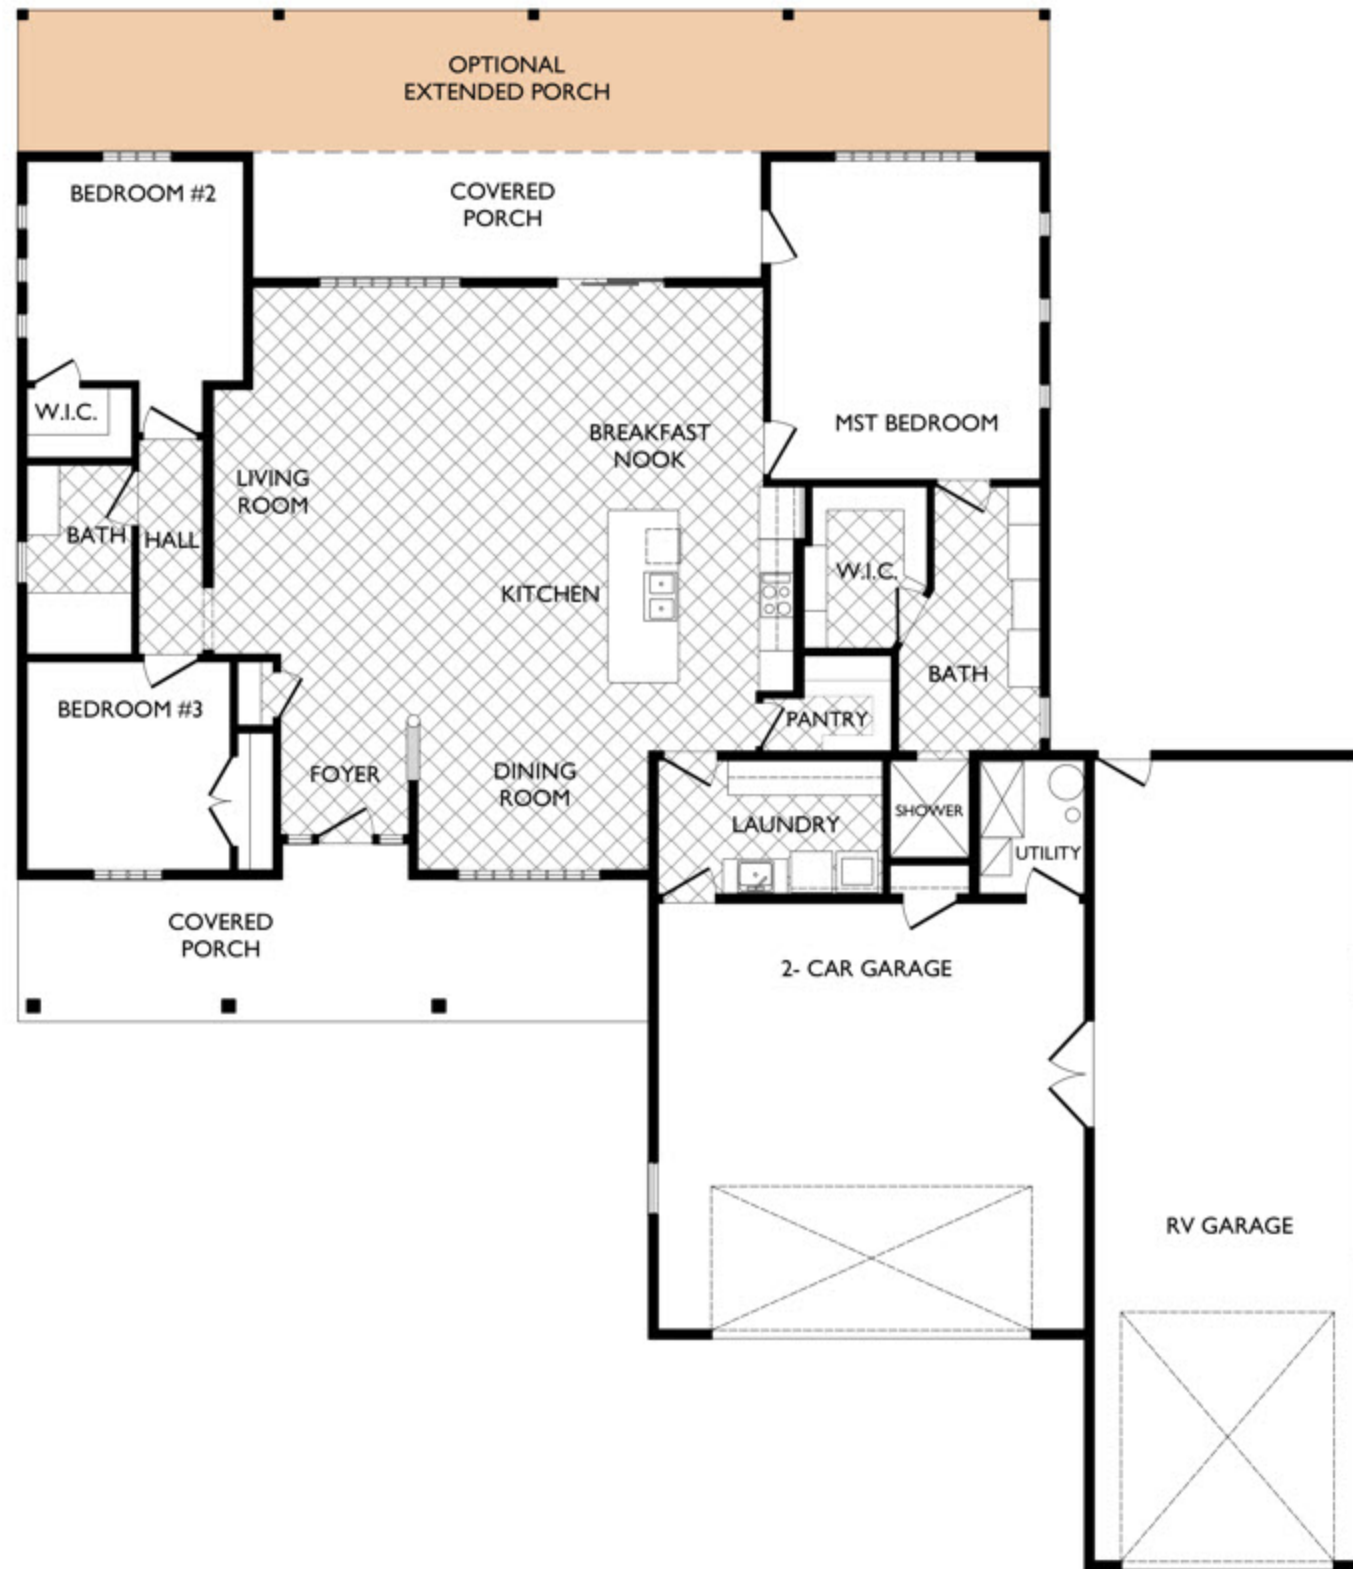 OPTIONAL
EXTENDED PORCH
BEDROOM #2
COVERED
PORCH
W.I.C.
MST BEDROOM
BREAKFAST
NOOK
LIVING
ROOM
BATH
HALL
KITCHEN
W.I.C.
BATH
BEDROOM #3
PANTRY
FOYER
DINING
ROOM
LAUNDRY
SHOWER
UTILITY
COVERED
PORCH
2- CAR GARAGE
RV GARAGE